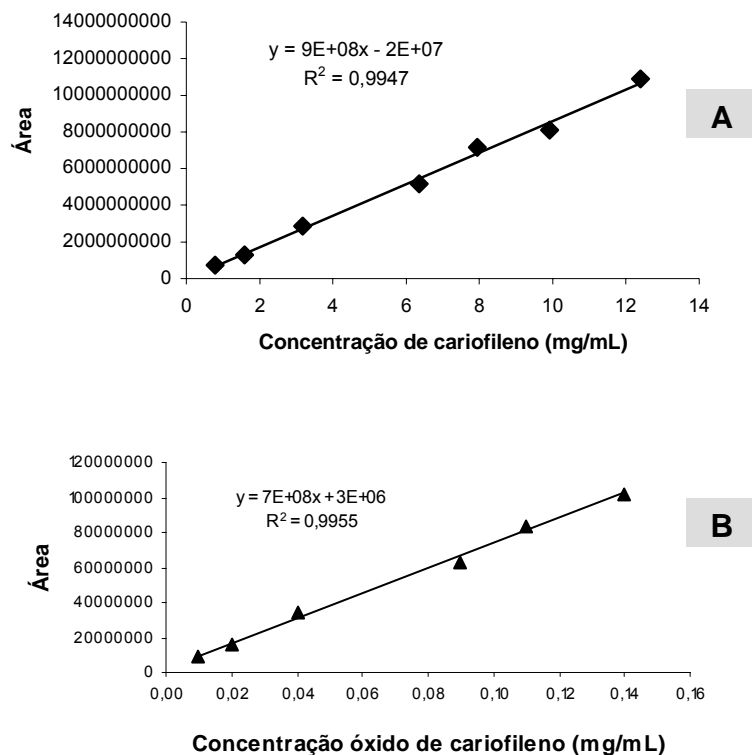 14000000000
12000000000
10000000000
8000000000
6000000000
4000000000
2000000000
0
y = 9E+08x - 2E+07
R² = 0,9947
A
Área
0 2 4 6 8 10 12 14
Concentração de cariofileno (mg/mL)
120000000
100000000
80000000
60000000
40000000
20000000
0
y = 7E+08x + 3E+06
R² = 0,9955
B
Área
0,00 0,02 0,04 0,06 0,08 0,10 0,12 0,14 0,16
Concentração óxido de cariofileno (mg/mL)